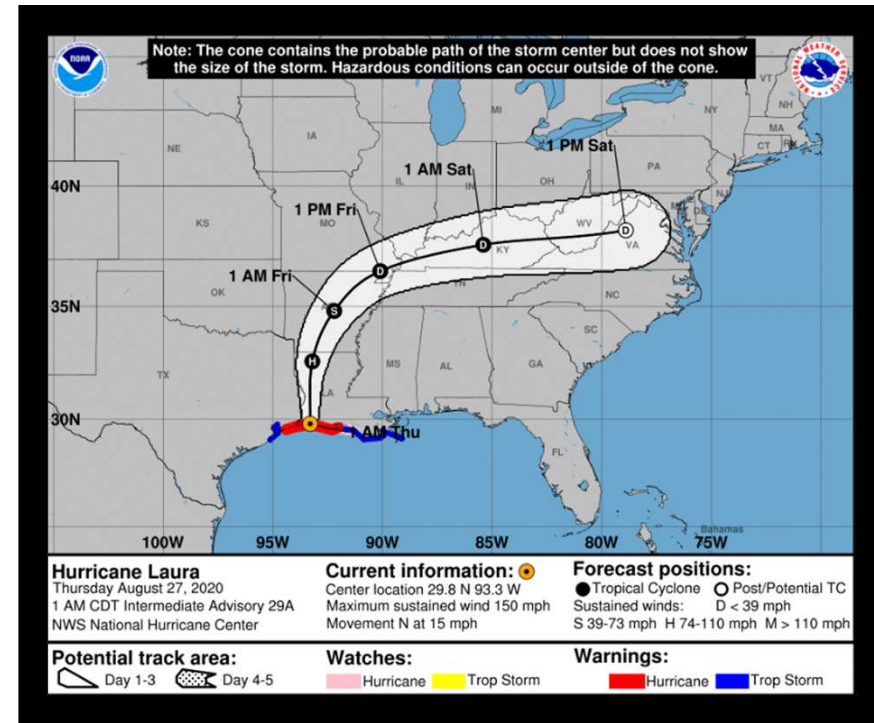 Note: The cone contains the probable path of the storm center but does not show
the size of the storm. Hazardous conditions can occur outside of the cone.
NOAA
NATIONAL WEATHER SERVICE
VT
NH
MI
NY
MA
CT
RI
IA
NE
1 PM Sat
PA
1 AM Sat
40N
IL
IN
OH
NJ
DE
1 PM Fri
KS
MO
WV
D
D
KY
VA
D
1 AM Fri
OK
TN
NC
35N
S
SC
H
MS
AL
GA
TX
LA
30N
1 AM Thu
FL
Bahamas
100W 95W 90W 85W 80W 75W
Hurricane Laura
Thursday August 27, 2020
1 AM CDT Intermediate Advisory 29A
NWS National Hurricane Center
Current information:
Center location 29.8 N 93.3 W
Maximum sustained wind 150 mph
Movement N at 15 mph
Forecast positions:
Tropical Cyclone Post/Potential TC
Sustained winds: D < 39 mph
S 39-73 mph H 74-110 mph M > 110 mph
Potential track area:
Day 1-3 Day 4-5
Watches:
Hurricane Trop Storm
Warnings:
Hurricane Trop Storm